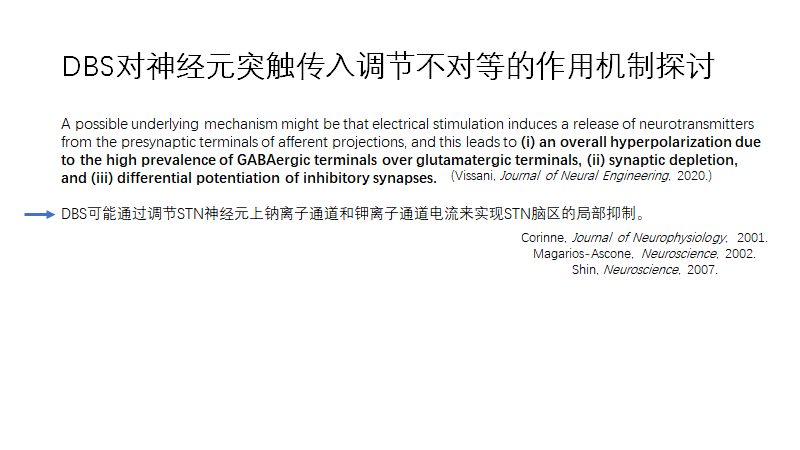 DBS对神经元突触传入调节不对等的作用机制探讨
A possible underlying mechanism might be that electrical stimulation induces a release of neurotransmitters
from the presynaptic terminals of afferent projections, and this leads to (i) an overall hyperpolarization due
to the high prevalence of GABAergic terminals over glutamatergic terminals, (ii) synaptic depletion,
and (iii) differential potentiation of inhibitory synapses. (Vissani, Journal of Neural Engineering, 2020.)
DBS可能通过调节STN神经元上钠离子通道和钾离子通道电流来实现STN脑区的局部抑制。
Corinne, Journal of Neurophysiology, 2001.
Magarios-Ascone, Neuroscience, 2002.
Shin, Neuroscience, 2007.